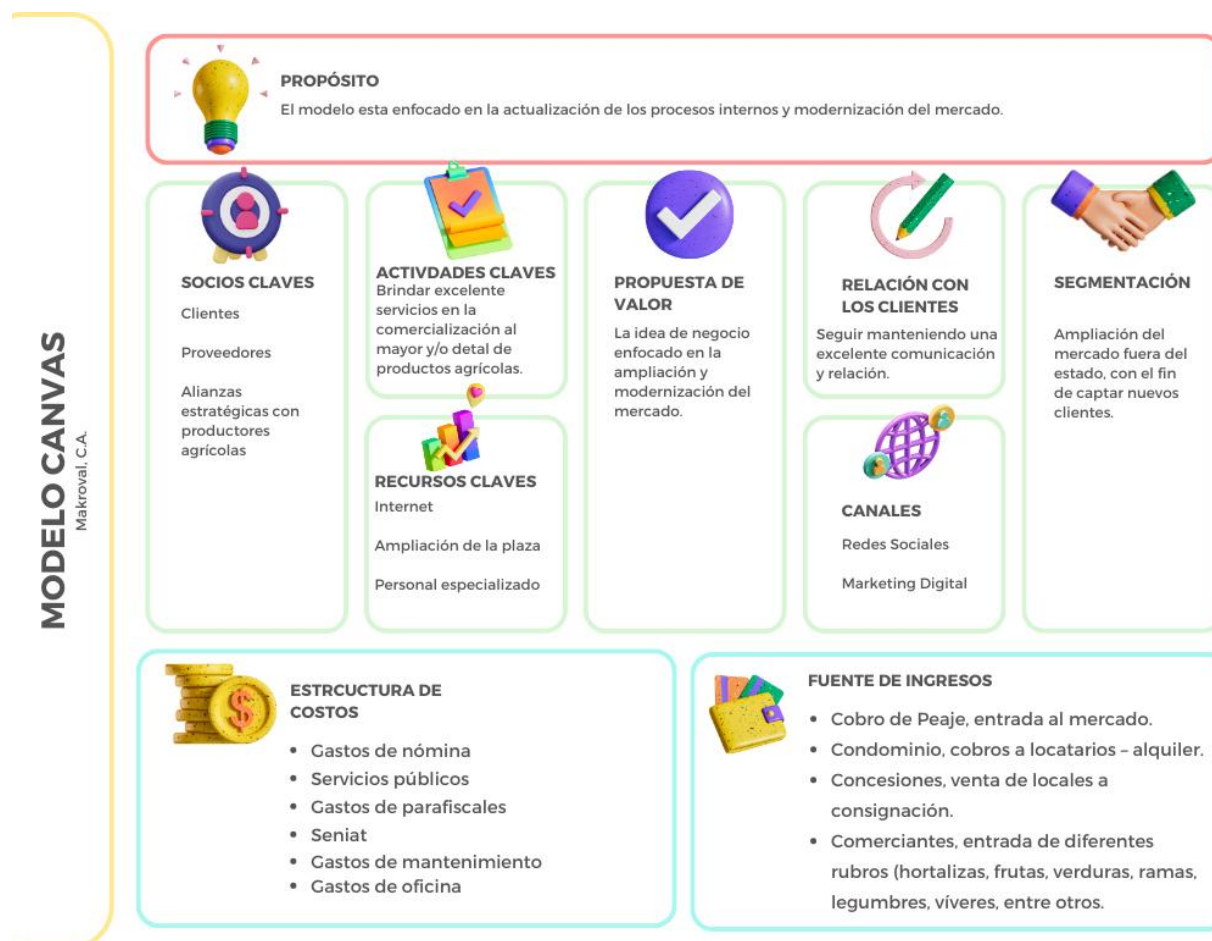 MODELO CANVAS
Makroval, C.A.
PROPÓSITO
El modelo esta enfocado en la actualización de los procesos internos y modernización del mercado.
SOCIOS CLAVES
Clientes
Proveedores
Alianzas
estratégicas con
productores
agrícolas
ACTIVDADES CLAVES
Brindar excelente
servicios en la
comercialización al
mayor y/o detal de
productos agrícolas.
RECURSOS CLAVES
Internet
Ampliación de la plaza
Personal especializado
PROPUESTA DE
VALOR
La idea de negocio
enfocado en la
ampliación y
modernización del
mercado.
RELACIÓN CON
LOS CLIENTES
Seguir manteniendo una
excelente comunicación
y relación.
CANALES
Redes Sociales
Marketing Digital
SEGMENTACIÓN
Ampliación del
mercado fuera del
estado, con el fin
de captar nuevos
clientes.
ESTRCUCTURA DE
COSTOS
• Gastos de nómina
• Servicios públicos
• Gastos de parafiscales
• Seniat
• Gastos de mantenimiento
• Gastos de oficina
FUENTE DE INGRESOS
• Cobro de Peaje, entrada al mercado.
• Condominio, cobros a locatarios – alquiler.
• Concesiones, venta de locales a
consignación.
• Comerciantes, entrada de diferentes
rubros (hortalizas, frutas, verduras, ramas,
legumbres, víveres, entre otros.